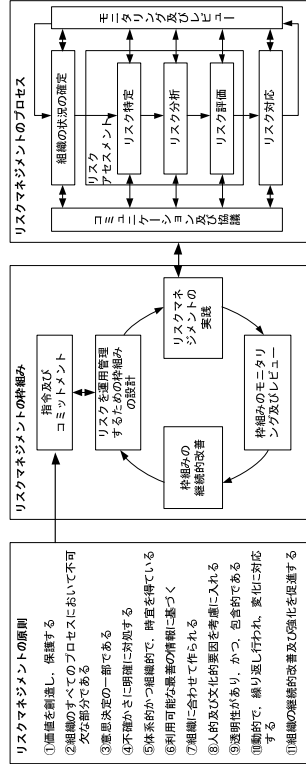 リスクマネジメントの原則
①価値を創造し、保護する
②組織のすべてのプロセスにおいて不可
欠な部分である
③意思決定の一部である
④不確かさに明確に対処する
⑤体系的かつ組織的で、時宜を得ている
⑥利用可能な最善の情報に基づく
⑦組織に合わせて作られる
⑧人的及び文化的要因を考慮に入れる
⑨透明性があり、かつ、包含的である
⑩動的で、繰り返し行われ、変化に対応
する
⑪組織の継続的改善及び強化を促進する
リスクマネジメントの枠組み
指令及び
コミットメント
リスクを運用管理
するための枠組み
の設計
リスクマネ
ジメントの
実践
枠組みのモニタリ
ング及びレビュー
枠組みの
継続的改善
リスクマネジメントのプロセス
コミュニケーション及び協議
組織の状況の確定
リスク
アセスメント
リスク特定
リスク分析
リスク評価
リスク対応
モニタリング及びレビュー